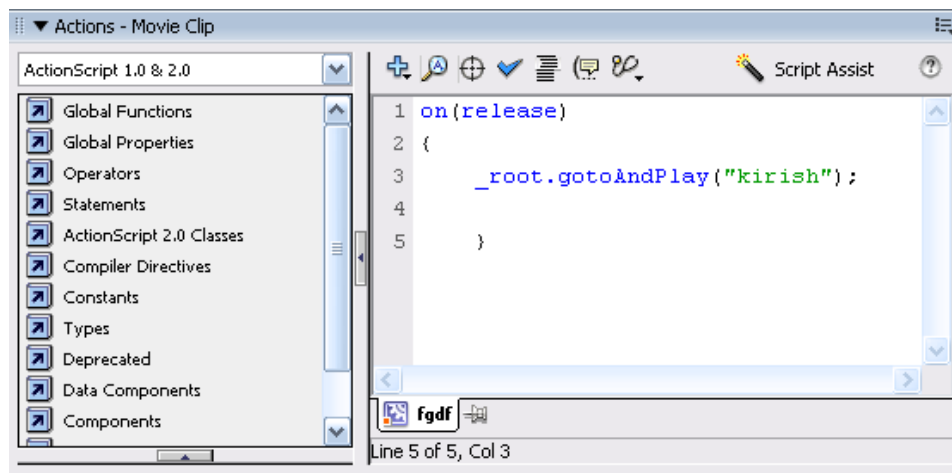 Actions - Movie Clip
ActionScript 1.0 & 2.0
Global Functions
Global Properties
Operators
Statements
ActionScript 2.0 Classes
Compiler Directives
Constants
Types
Deprecated
Data Components
Components
Script Assist
1 on(release)
2 {
3 _root.gotoAndPlay("kirish");
4
5 }
fgdf
Line 5 of 5, Col 3